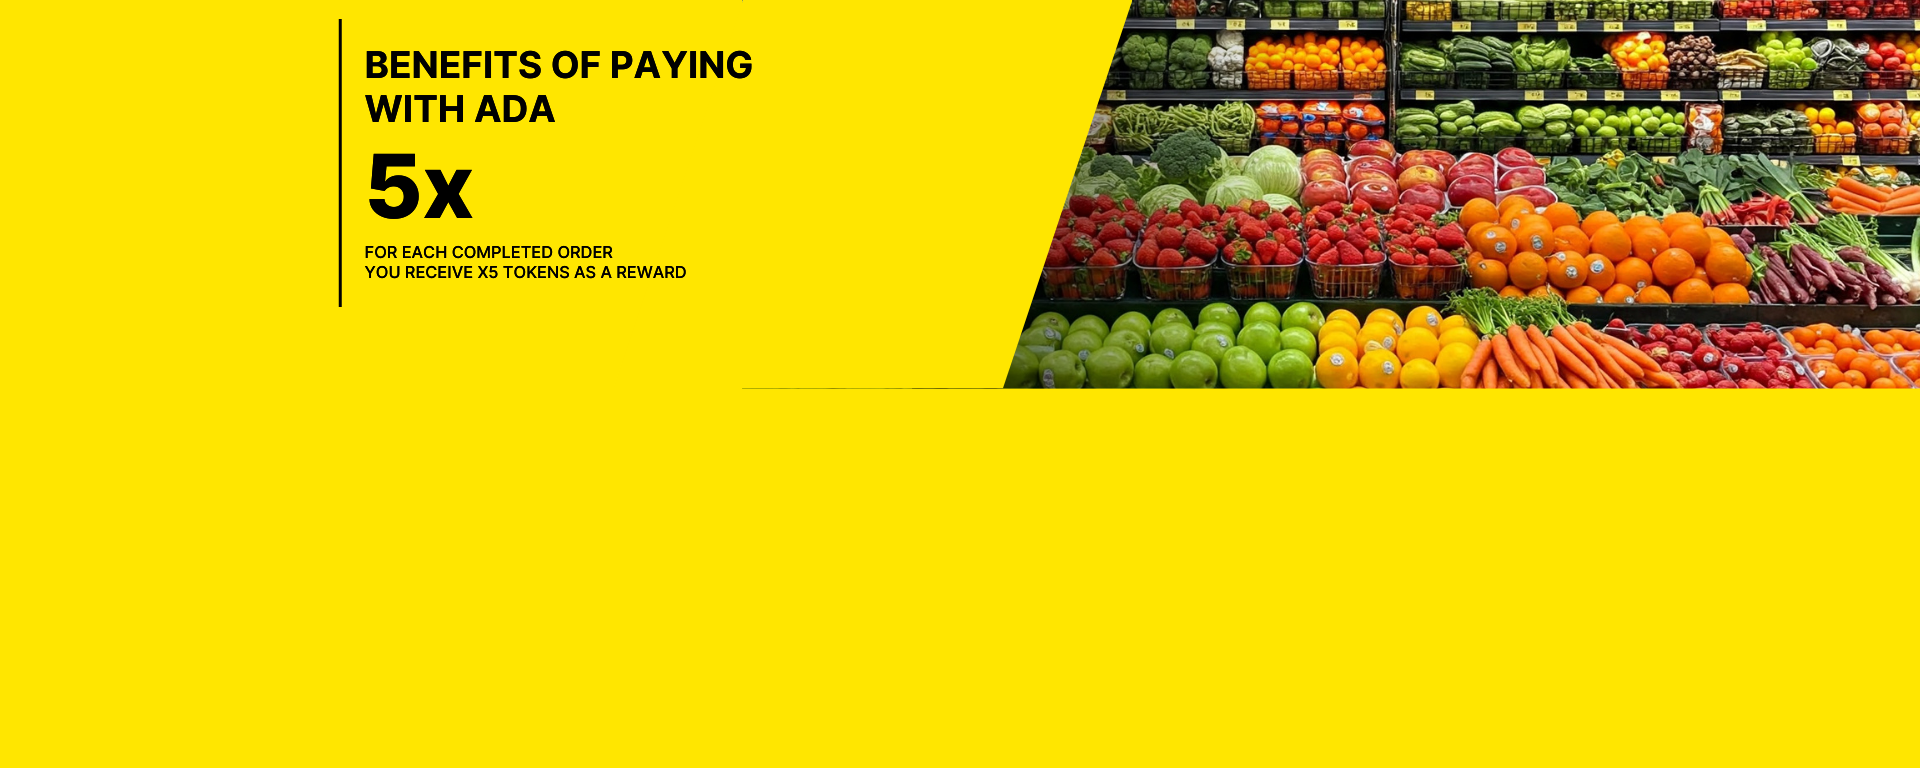 BENEFITS OF PAYING
WITH ADA
5x
FOR EACH COMPLETED ORDER
YOU RECEIVE X5 TOKENS AS A REWARD